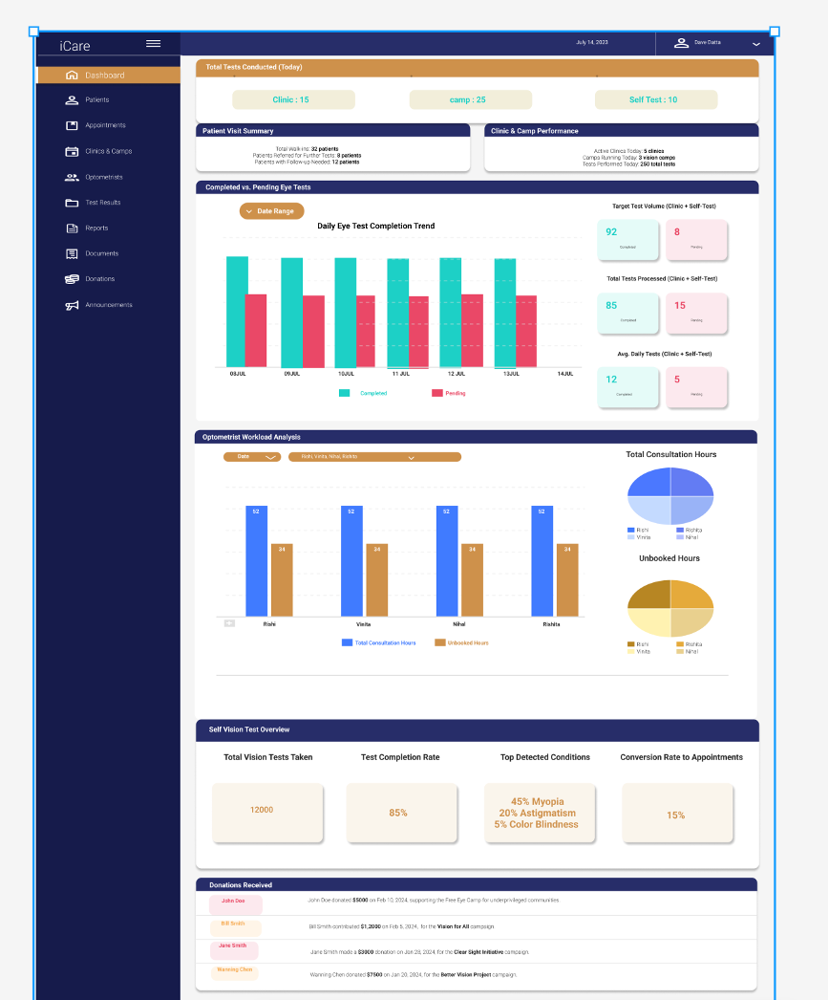 iCare
July 14, 2023
Dave Datta
Dashboard
Patients
Appointments
Clinics & Camps
Optometrists
Test Results
Reports
Documents
Donations
Announcements
Total Tests Conducted (Today)
Clinic : 15
camp : 25
Self Test : 10
Patient Visit Summary
Total Walk-ins: 32 patients
Patients Referred for Further Tests: 8 patients
Patients with Follow-up Needed: 12 patients
Clinic & Camp Performance
Active Clinics Today: 5 clinics
Camps Running Today: 3 vision camps
Tests Performed Today: 250 total tests
Completed vs. Pending Eye Tests
Date Range
Daily Eye Test Completion Trend
08JUL
09JUL
10JUL
11 JUL
12 JUL
13JUL
14JUL
Completed
Pending
Target Test Volume (Clinic + Self-Test)
92
Completed
8
Pending
Total Tests Processed (Clinic + Self-Test)
85
Completed
15
Pending
Avg. Daily Tests (Clinic + Self-Test)
12
Completed
5
Pending
Optometrist Workload Analysis
Date
Rishi, Vinita, Nihal, Rishita
52
34
52
34
52
34
52
34
Rishi
Vinita
Nihal
Rishita
Total Consultation Hours
Unbooked Hours
Total Consultation Hours
Rishi
Rishita
Vinita
Nihal
Unbooked Hours
Rishi
Rishita
Vinita
Nihal
Self Vision Test Overview
Total Vision Tests Taken
12000
Test Completion Rate
85%
Top Detected Conditions
45% Myopia
20% Astigmatism
5% Color Blindness
Conversion Rate to Appointments
15%
Donations Received
John Doe
John Doe donated $5000 on Feb 10, 2024, supporting the Free Eye Camp for underprivileged communities.
Bill Smith
Bill Smith contributed $1,2000 on Feb 5, 2024, for the Vision for All campaign.
Jane Smith
Jane Smith made a $3000 donation on Jan 28, 2024, for the Clear Sight Initiative campaign.
Wanning Chen
Wanning Chen donated $7500 on Jan 20, 2024, for the Better Vision Project campaign.